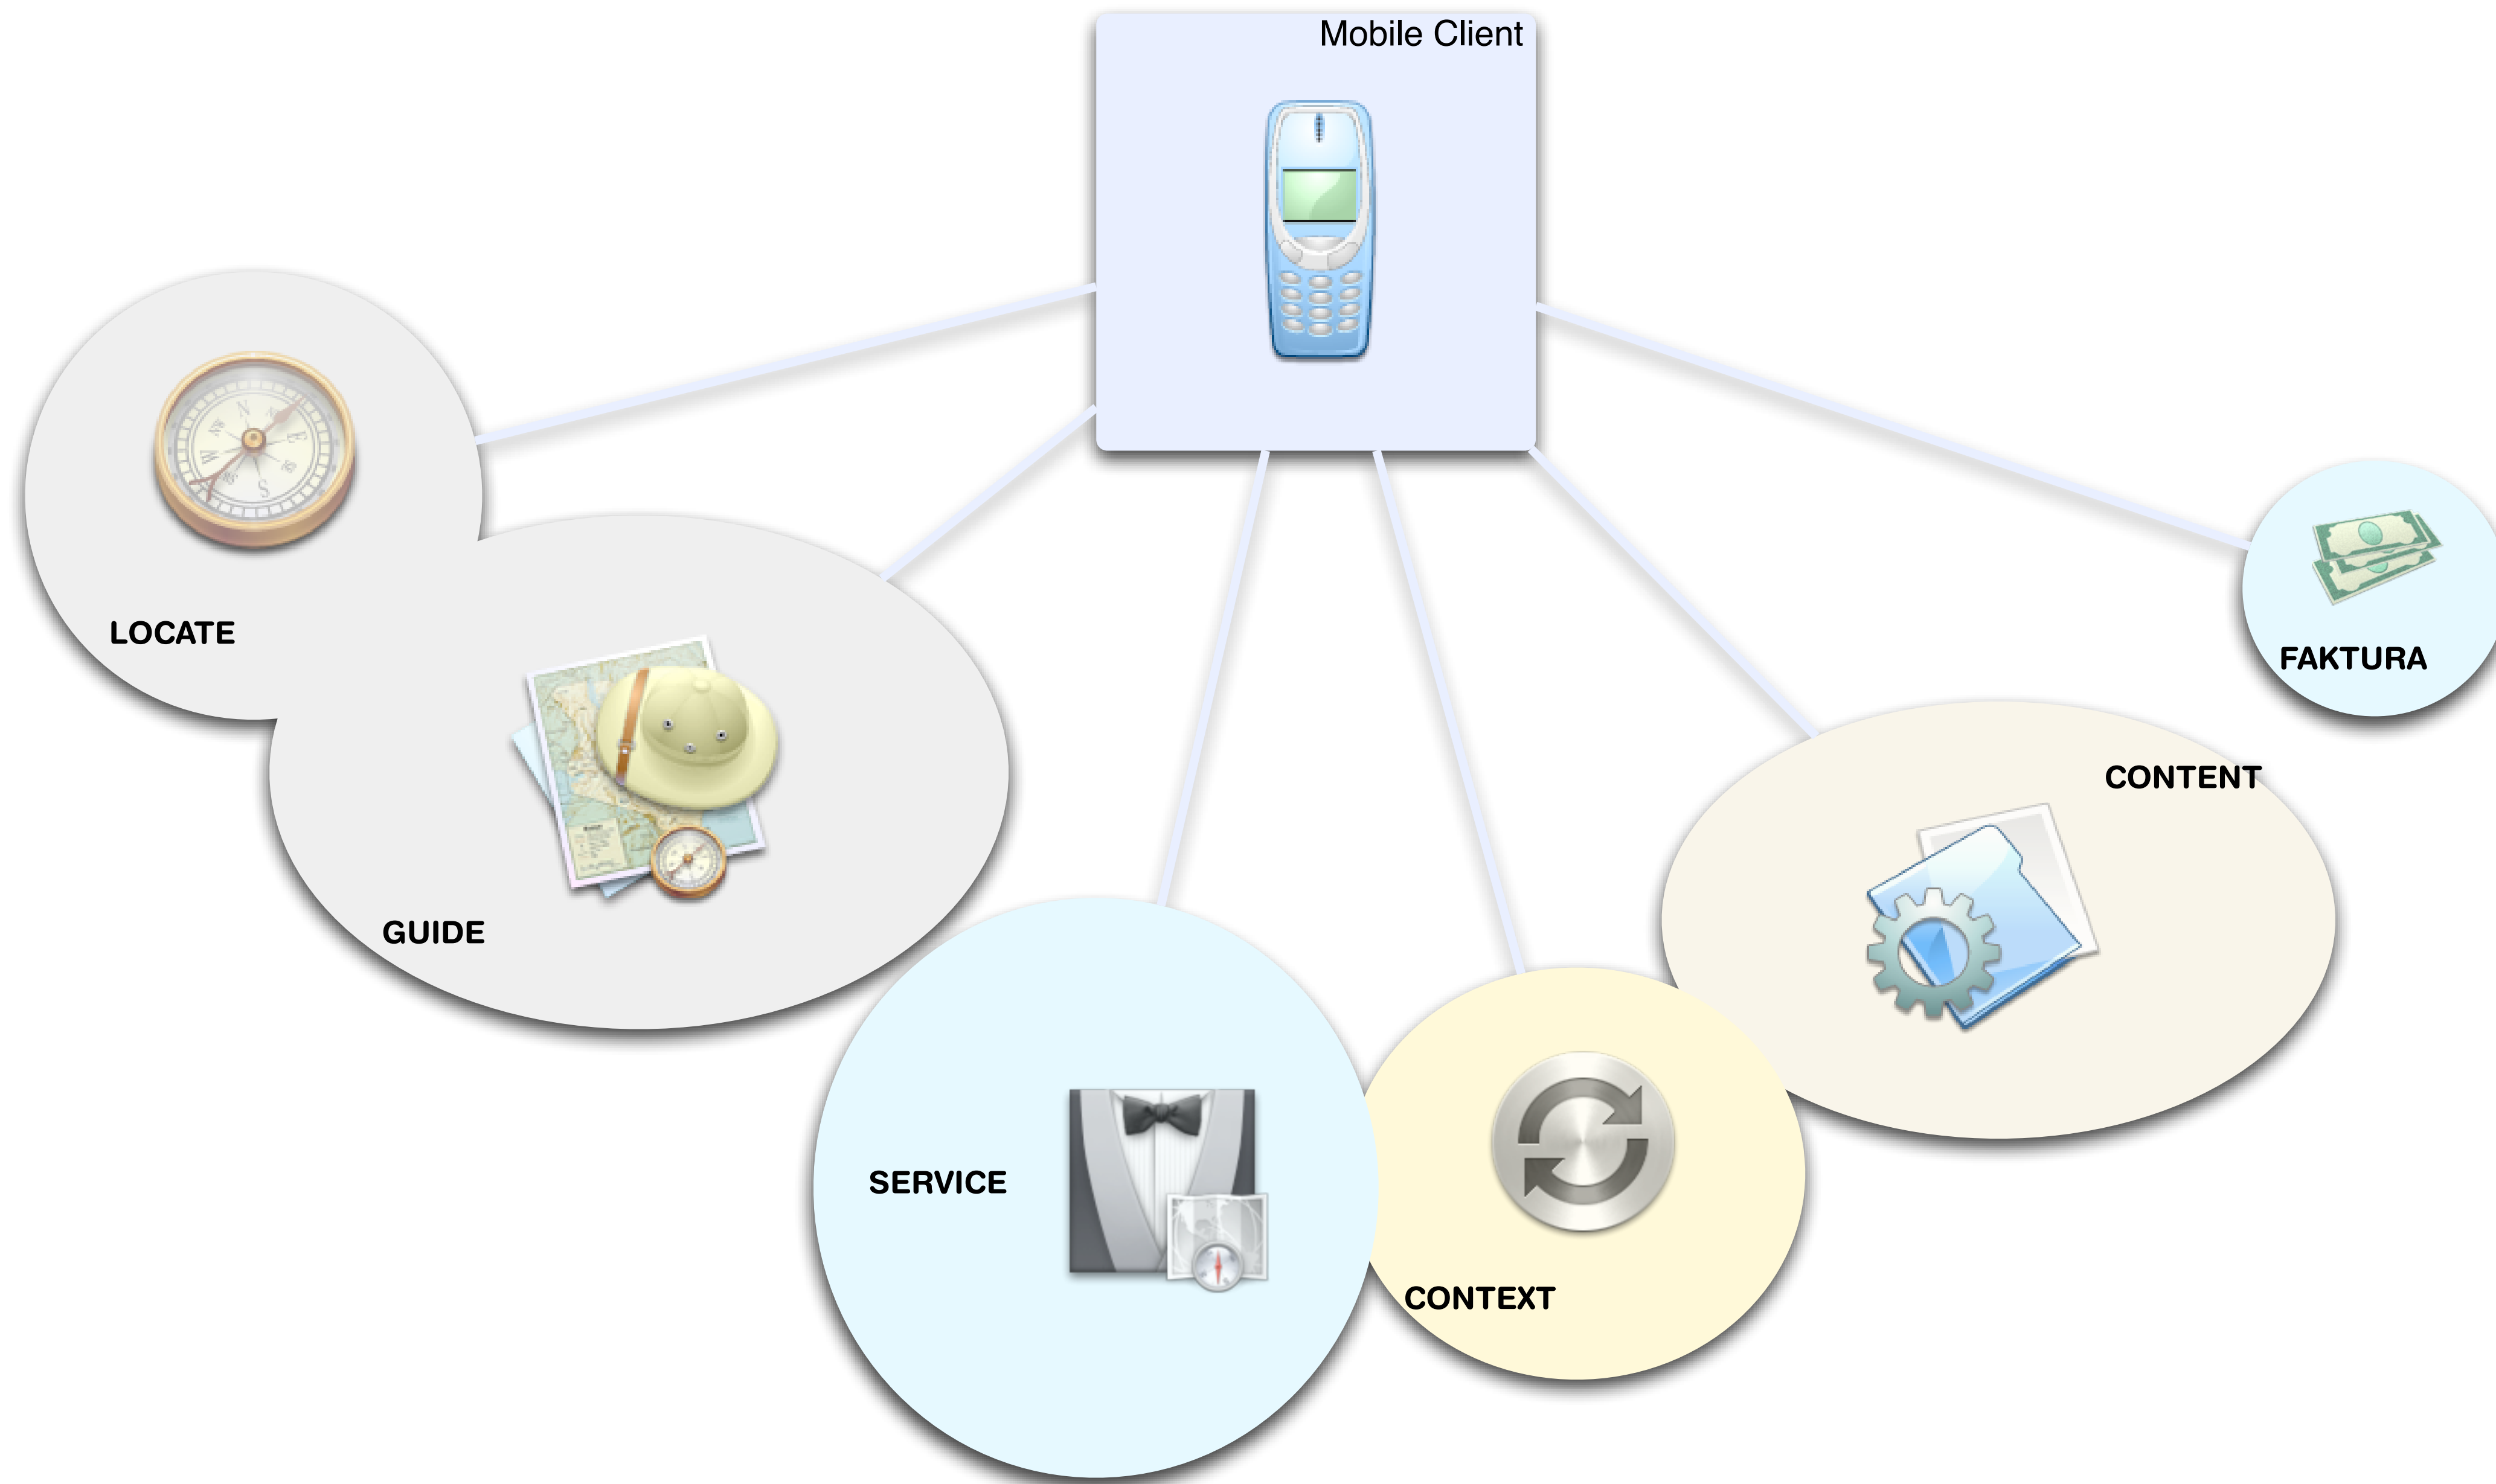 Mobile Client
LOCATE
GUIDE
SERVICE
CONTEXT
CONTENT
FAKTURA